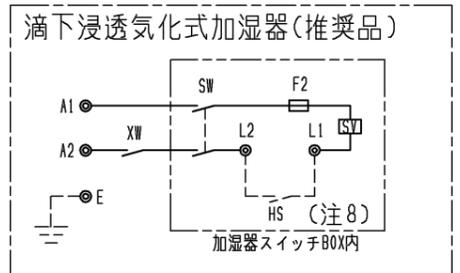 滴下浸透気化式加湿器(推奨品)
SW
F2
A1
SV
XW
L2
L1
A2
E
HS
(注8)
加湿器スイッチBOX内